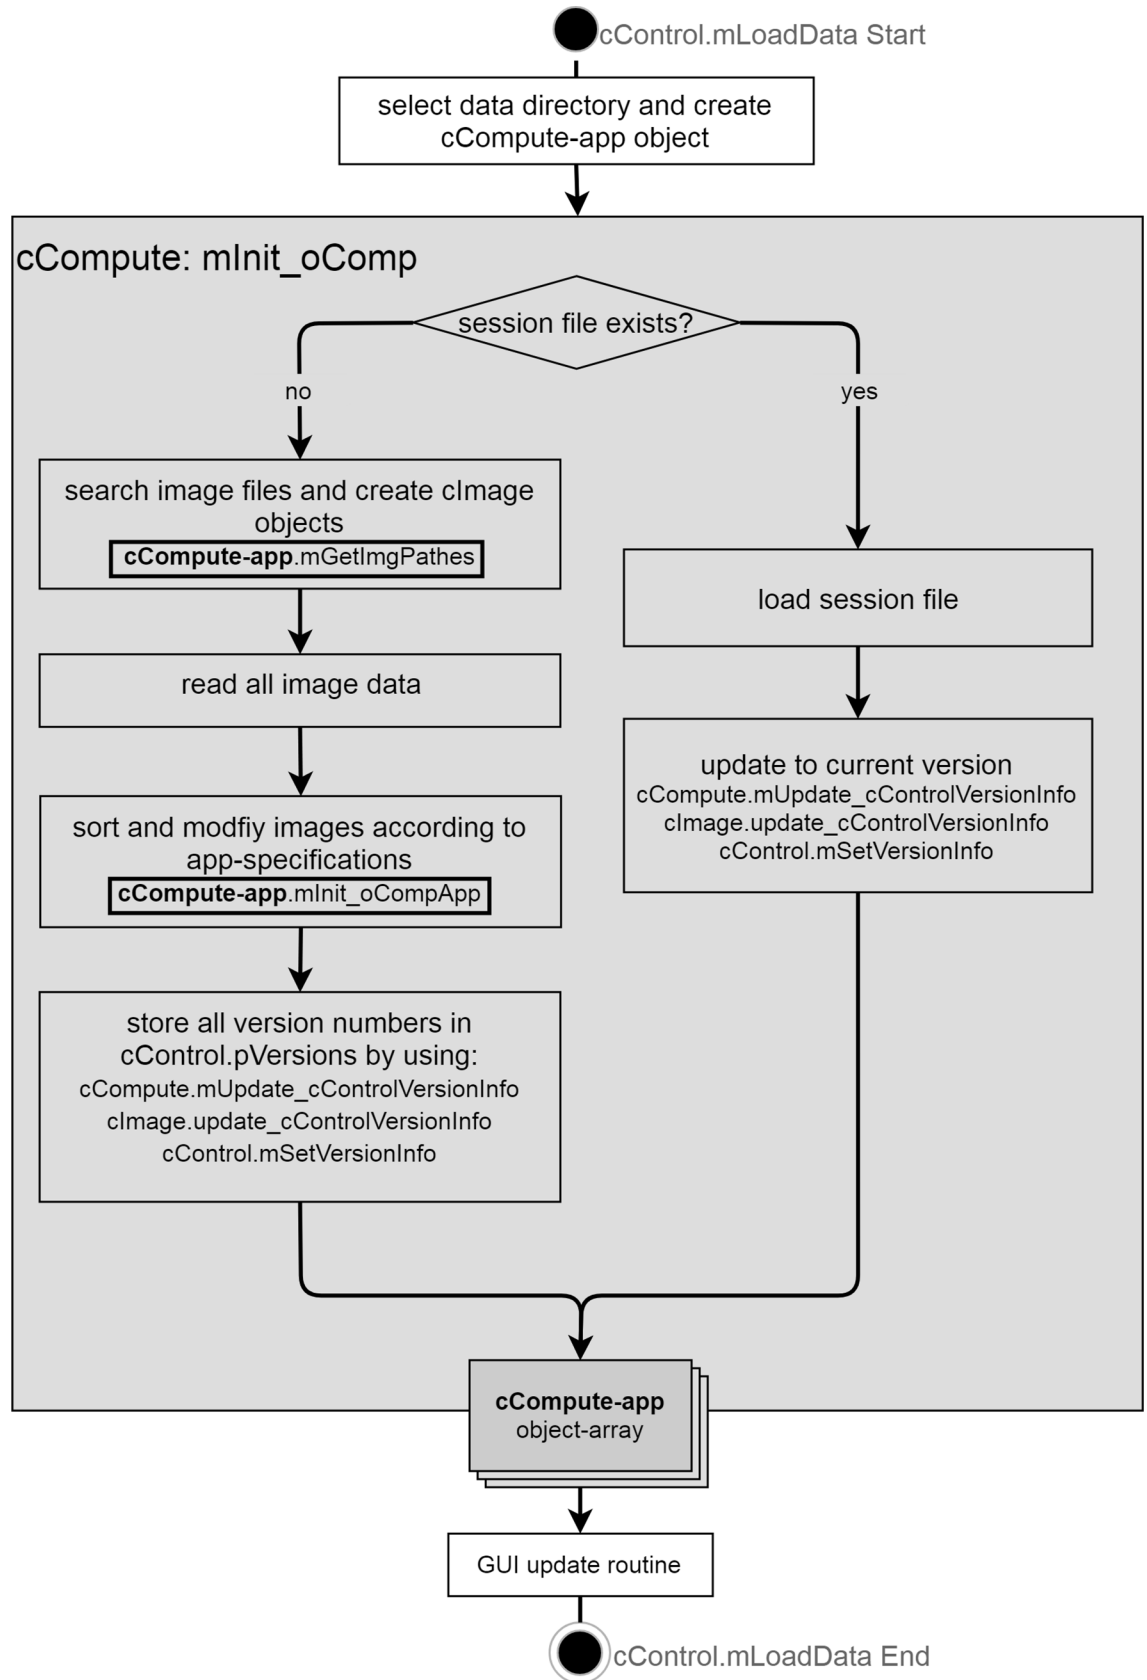 cControl.mLoadData Start
select data directory and create
cCompute-app object
cCompute: mInit_oComp
session file exists?
no
yes
search image files and create cImage
objects
cCompute-app.mGetImgPathes
load session file
read all image data
update to current version
cCompute.mUpdate_cControlVersionInfo
cImage.update_cControlVersionInfo
cControl.mSetVersionInfo
sort and modfiy images according to
app-specifications
cCompute-app.mInit_oCompApp
store all version numbers in
cControl.pVersions by using:
cCompute.mUpdate_cControlVersionInfo
cImage.update_cControlVersionInfo
cControl.mSetVersionInfo
cCompute-app
object-array
GUI update routine
cControl.mLoadData End